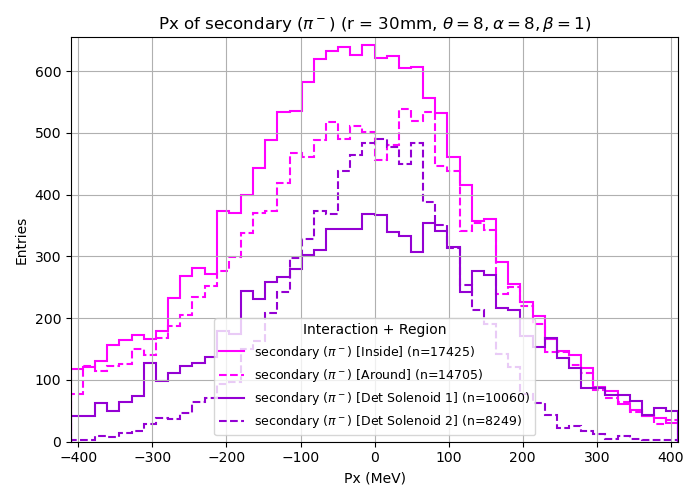 Px of secondary (π⁻) (r = 30mm, θ = 8, α = 8, β = 1)
600
500
400
300
200
100
0
Entries
Interaction + Region
secondary (π⁻) [Inside] (n=17425)
secondary (π⁻) [Around] (n=14705)
secondary (π⁻) [Det Solenoid 1] (n=10060)
secondary (π⁻) [Det Solenoid 2] (n=8249)
−400 −300 −200 −100 0 100 200 300 400
Px (MeV)